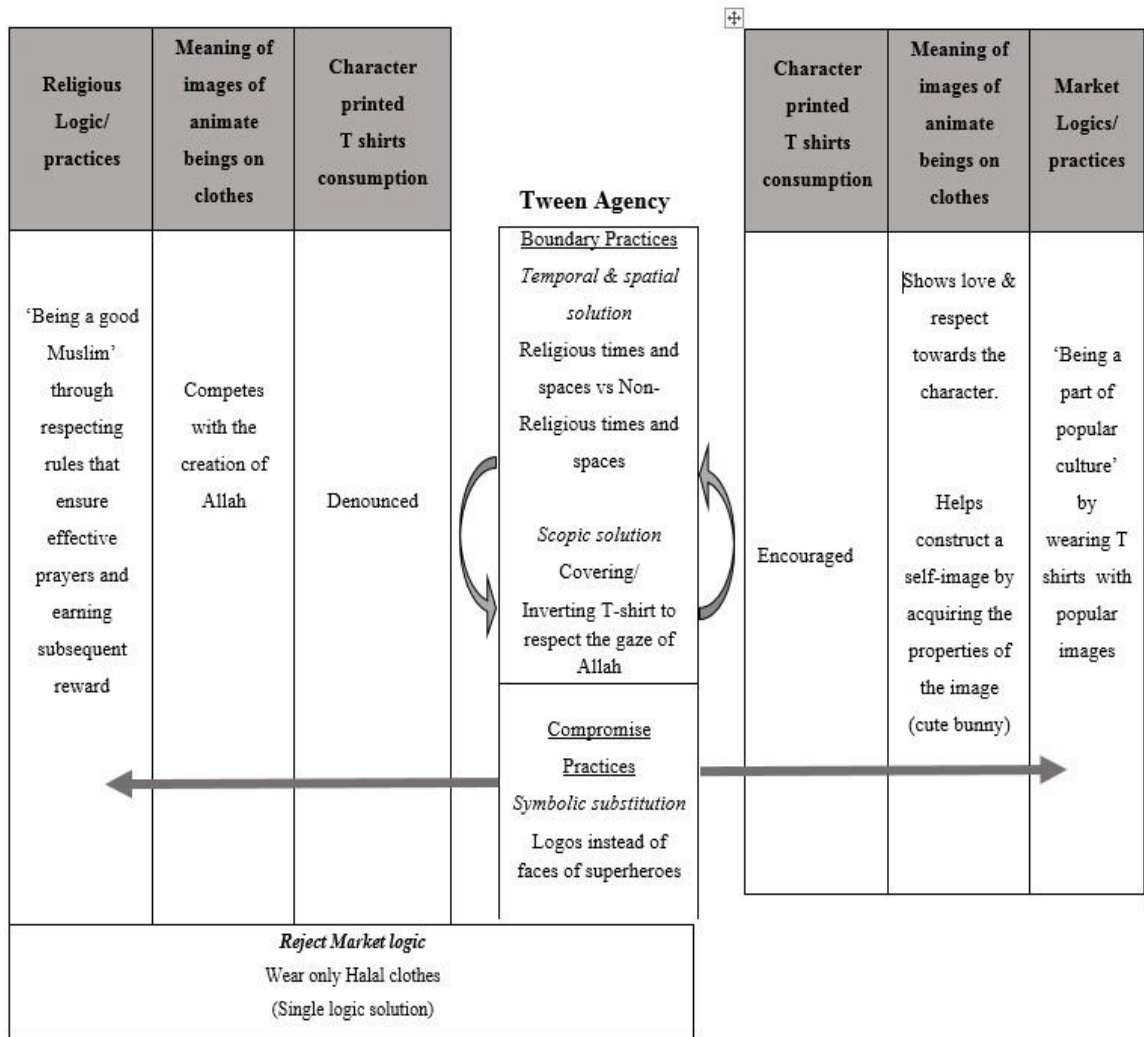 Religious
Logic/
practices
Meaning of
images of
animate
beings on
clothes
Character
printed
T shirts
consumption
‘Being a good
Muslim’
through
respecting
rules that
ensure
effective
prayers and
earning
subsequent
reward
Competes
with the
creation of
Allah
Denounced
Tween Agency
Boundary Practices
Temporal & spatial
solution
Religious times and
spaces vs Non-
Religious times and
spaces
Scopic solution
Covering/
Inverting T-shirt to
respect the gaze of
Allah
Compromise
Practices
Symbolic substitution
Logos instead of
faces of superheroes
Character
printed
T shirts
consumption
Meaning of
images of
animate
beings on
clothes
Market
Logics/
practices
Encouraged
Shows love &
respect
towards the
character.
Helps
construct a
self-image by
acquiring the
properties of
the image
(cute bunny)
‘Being a
part of
popular
culture’
by
wearing T
shirts with
popular
images
Reject Market logic
Wear only Halal clothes
(Single logic solution)